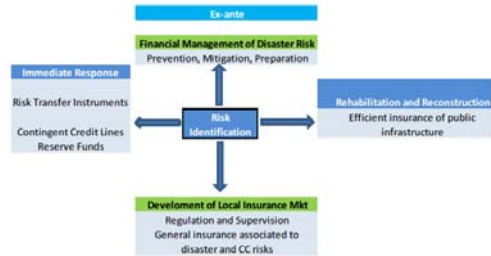 Ex-ante
Financial Management of Disaster Risk
Prevention, Mitigation, Preparation
Immediate Response
Risk Transfer Instruments
Contingent Credit Lines
Reserve Funds
Risk
Identification
Rehabilitation and Reconstruction
Efficient insurance of public
infrastructure
Develoment of Local Insurance Mkt
Regulation and Supervision
General insurance associated to
disaster and CC risks